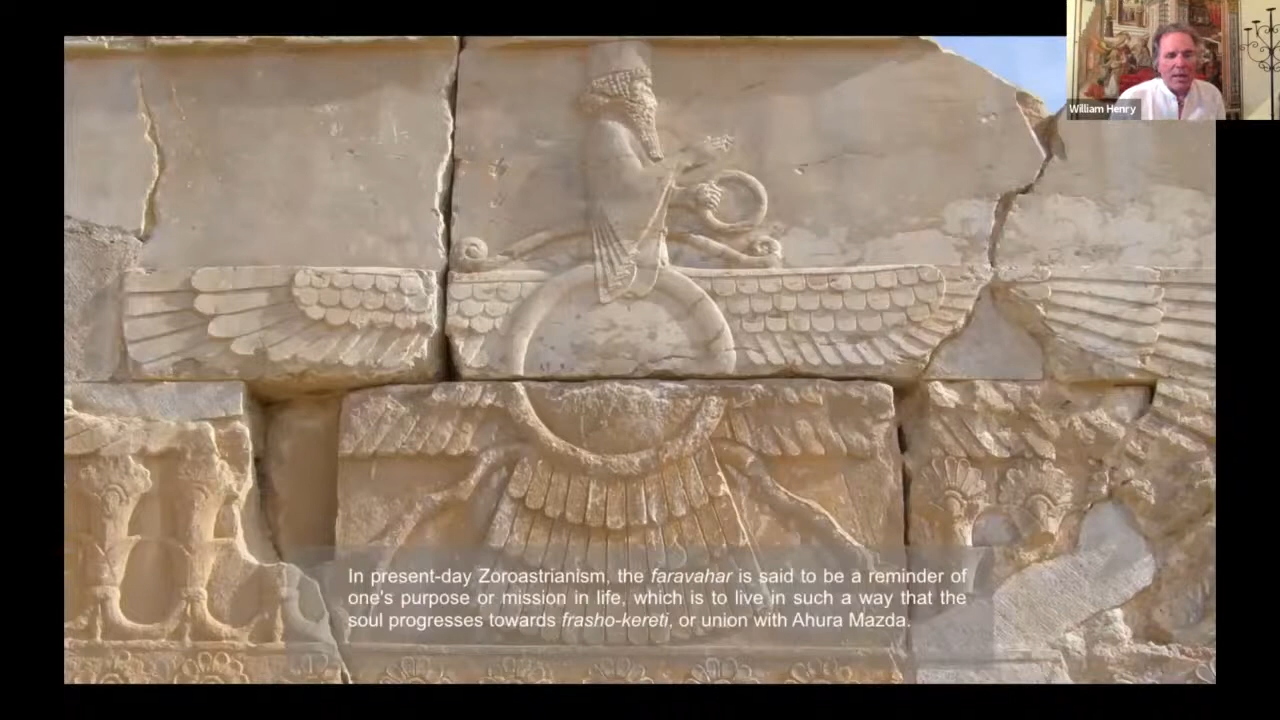 William Henry
In present-day Zoroastrianism, the faravahar is said to be a reminder of
one's purpose or mission in life, which is to live in such a way that the
soul progresses towards frasho-kereti, or union with Ahura Mazda.